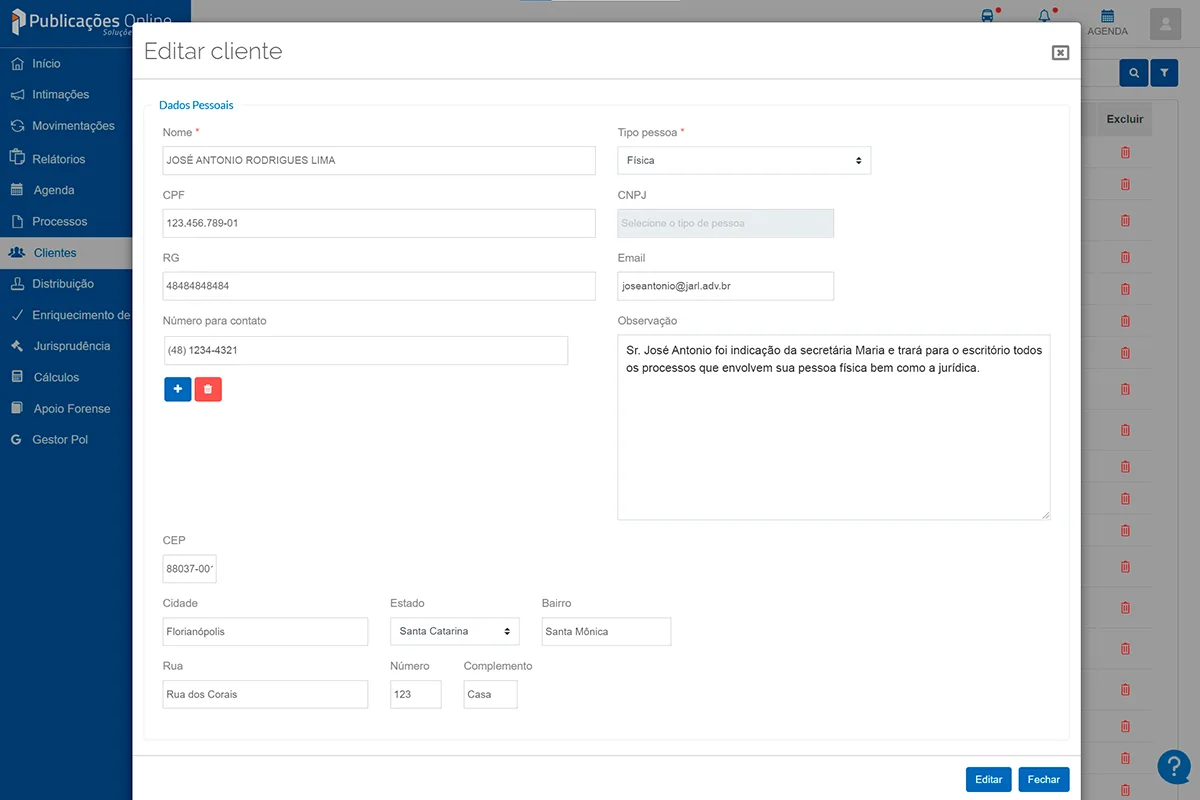 Publicações Online
Soluçõe
AGENDA
Início
Intimações
Movimentações
Relátorios
Agenda
Processos
Clientes
Distribuição
Enriquecimento de
Jurisprudência
Cálculos
Apoio Forense
Gestor Pol
Editar cliente
Dados Pessoais
Nome *
JOSÉ ANTONIO RODRIGUES LIMA
Tipo pessoa *
Física
CPF
123.456.789-01
CNPJ
Selecione o tipo de pessoa
RG
48484848484
Email
joseantonio@jarl.adv.br
Número para contato
(48) 1234-4321
Observação
Sr. José Antonio foi indicação da secretária Maria e trará para o escritório todos
os processos que envolvem sua pessoa física bem como a jurídica.
CEP
88037-001
Cidade
Florianópolis
Estado
Santa Catarina
Bairro
Santa Mônica
Rua
Rua dos Corais
Número
123
Complemento
Casa
Editar
Fechar
Excluir
?